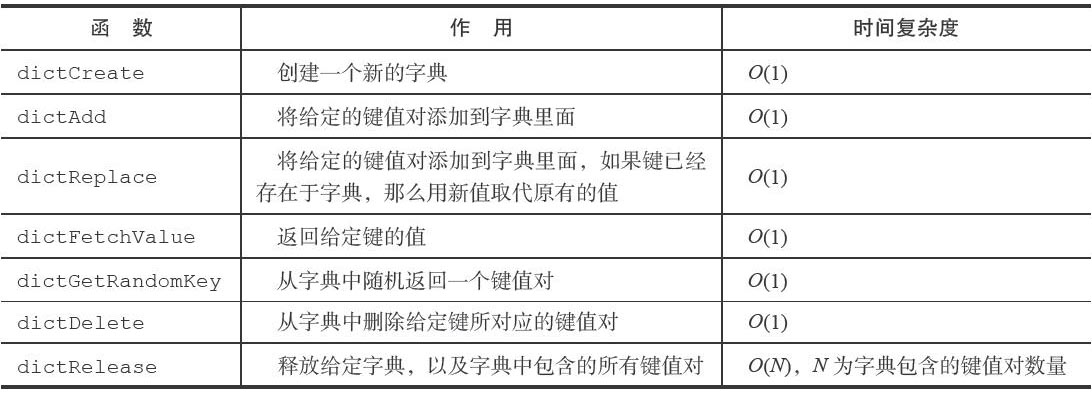 函 数 作 用 时间复杂度
dictCreate 创建一个新的字典 O(1)
dictAdd 将给定的键值对添加到字典里面 O(1)
dictReplace 将给定的键值对添加到字典里面，如果键已经
存在于字典，那么用新值取代原有的值 O(1)
dictFetchValue 返回给定键的值 O(1)
dictGetRandomKey 从字典中随机返回一个键值对 O(1)
dictDelete 从字典中删除给定键所对应的键值对 O(1)
dictRelease 释放给定字典，以及字典中包含的所有键值对 O(N)，N 为字典包含的键值对数量